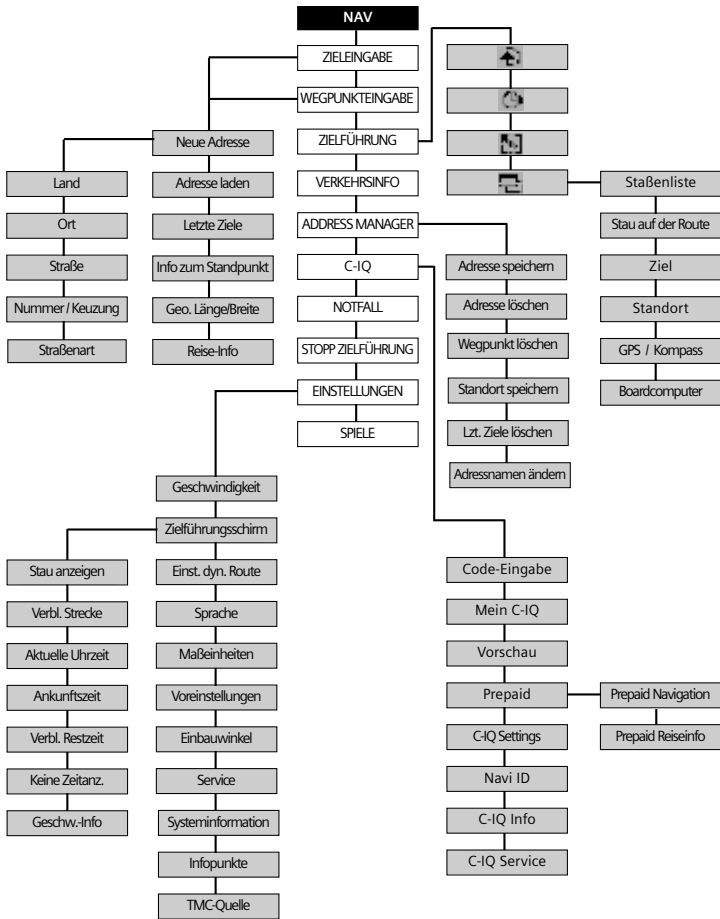 NAV
ZIELEINGABE
WEGPUNKTEINGABE
ZIELFÜHRUNG
VERKEHRSINFO
ADDRESS MANAGER
C-IQ
NOTFALL
STOPP ZIELFÜHRUNG
EINSTELLUNGEN
SPIELE
Neue Adresse
Adresse laden
Letzte Ziele
Info zum Standpunkt
Geo. Länge/Breite
Reise-Info
Land
Ort
Straße
Nummer / Keuzung
Straßenart
Staßenliste
Stau auf der Route
Ziel
Standort
GPS / Kompass
Boardcomputer
Adresse speichern
Adresse löschen
Wegpunkt löschen
Standort speichern
Lzt. Ziele löschen
Adressnamen ändern
Geschwindigkeit
Zielführungsschirm
Einst. dyn. Route
Sprache
Maßeinheiten
Voreinstellungen
Einbauwinkel
Service
Systeminformation
Infopunkte
TMC-Quelle
Stau anzeigen
Verbl. Strecke
Aktuelle Uhrzeit
Ankunftszeit
Verbl. Restzeit
Keine Zeitanz.
Geschw.-Info
Code-Eingabe
Mein C-IQ
Vorschau
Prepaid
C-IQ Settings
Navi ID
C-IQ Info
C-IQ Service
Prepaid Navigation
Prepaid Reiseinfo